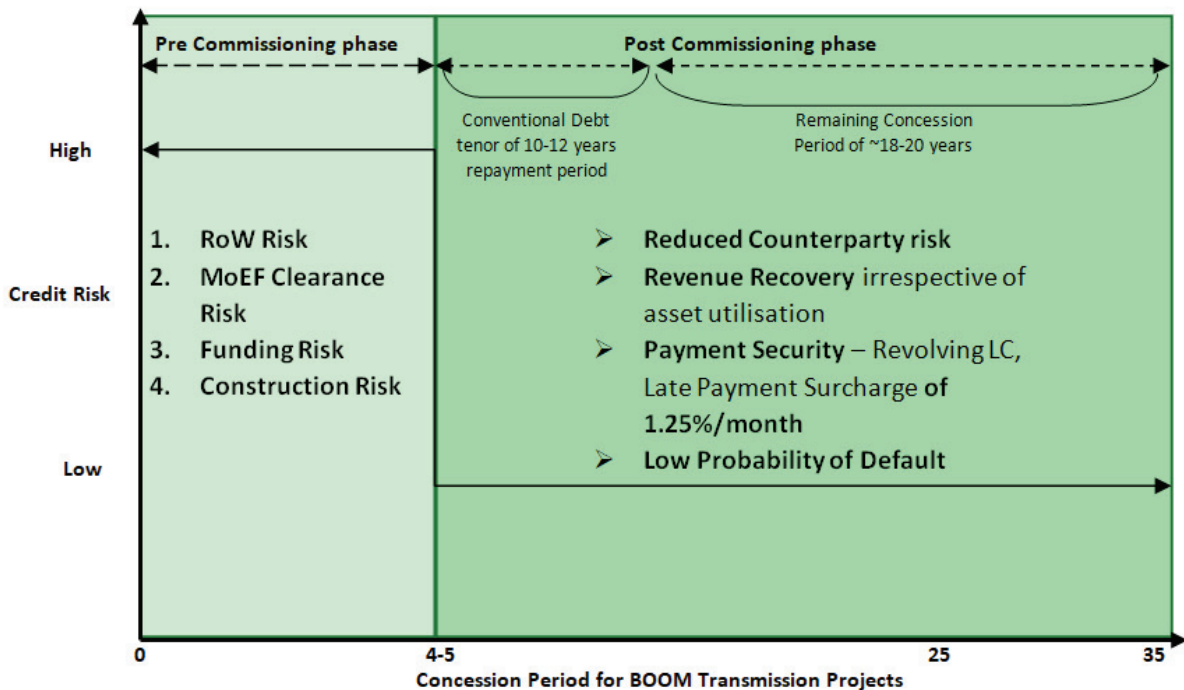 Pre Commissioning phase
Post Commissioning phase
Conventional Debt
tenor of 10-12 years
repayment period
Remaining Concession
Period of ~18-20 years
High
Credit Risk
Low
1. RoW Risk
2. MoEF Clearance
Risk
3. Funding Risk
4. Construction Risk
➢ Reduced Counterparty risk
➢ Revenue Recovery irrespective of
asset utilisation
➢ Payment Security – Revolving LC,
Late Payment Surcharge of
1.25%/month
➢ Low Probability of Default
0
4-5
25
35
Concession Period for BOOM Transmission Projects